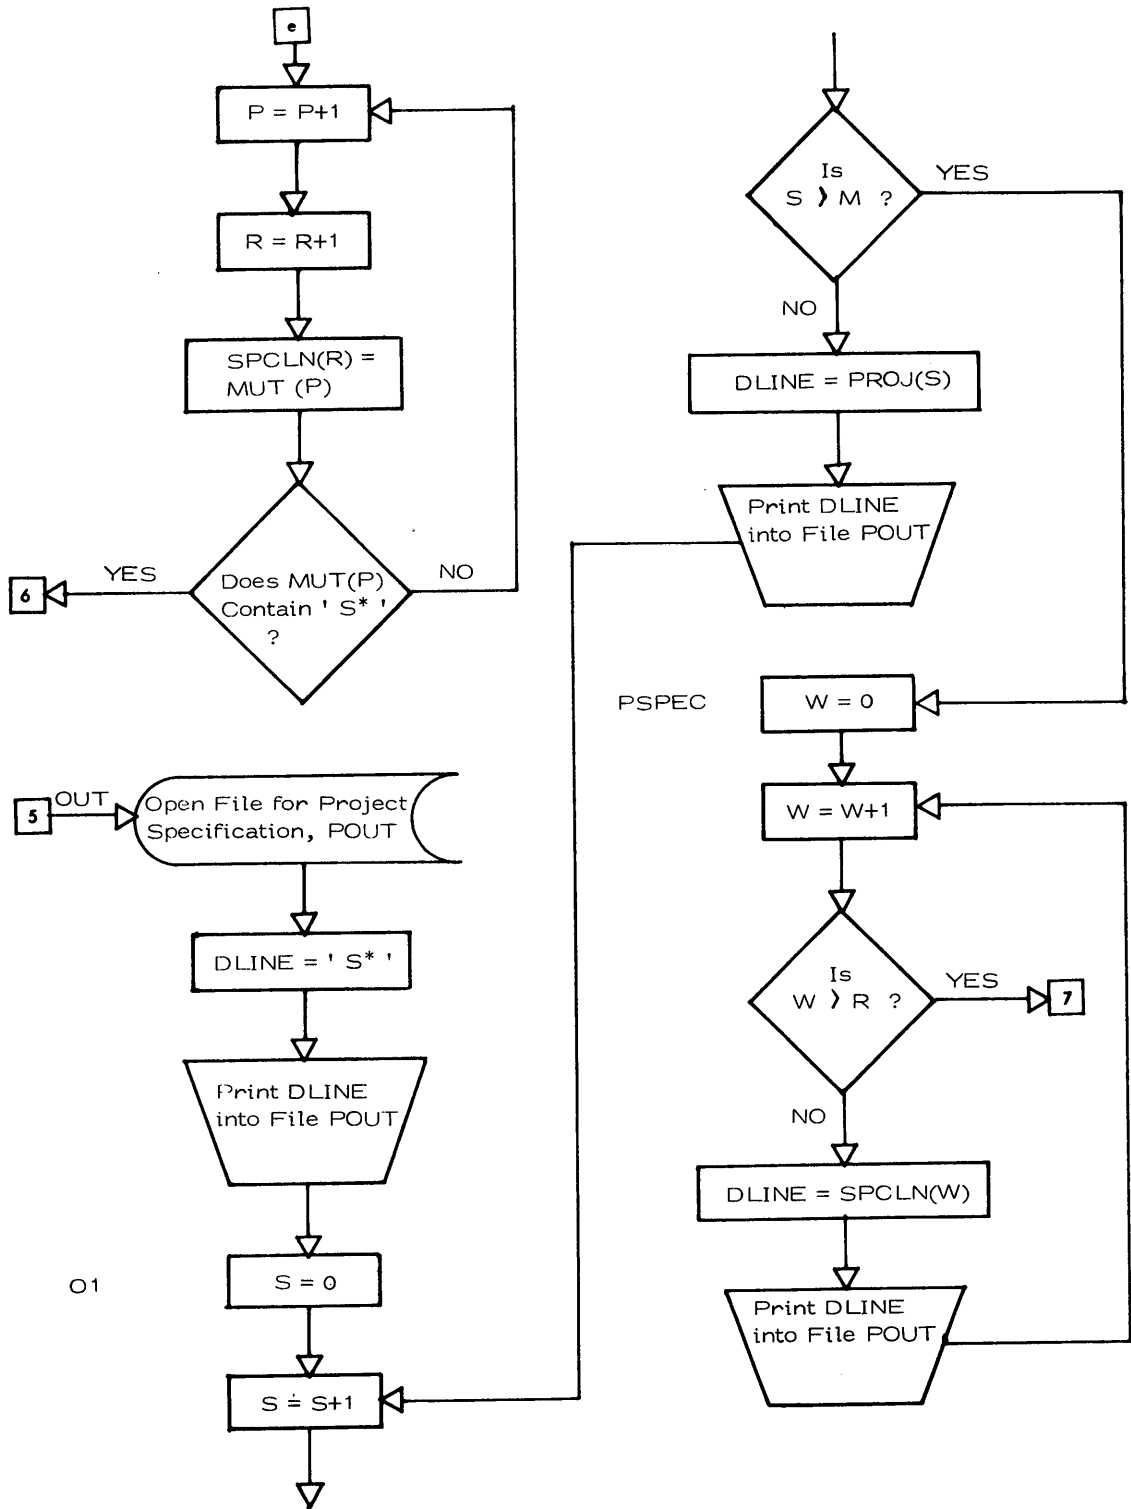 e
P = P+1
R = R+1
SPCLN(R) =
MUT (P)
Does MUT(P)
Contain ' S* '
?
YES
NO
6
5
OUT
Open File for Project
Specification, POUT
DLINE = ' S* '
Print DLINE
into File POUT
O1
S = 0
S = S+1
Is
S > M ?
YES
NO
DLINE = PROJ(S)
Print DLINE
into File POUT
PSPEC
W = 0
W = W+1
Is
W > R ?
YES
7
NO
DLINE = SPCLN(W)
Print DLINE
into File POUT